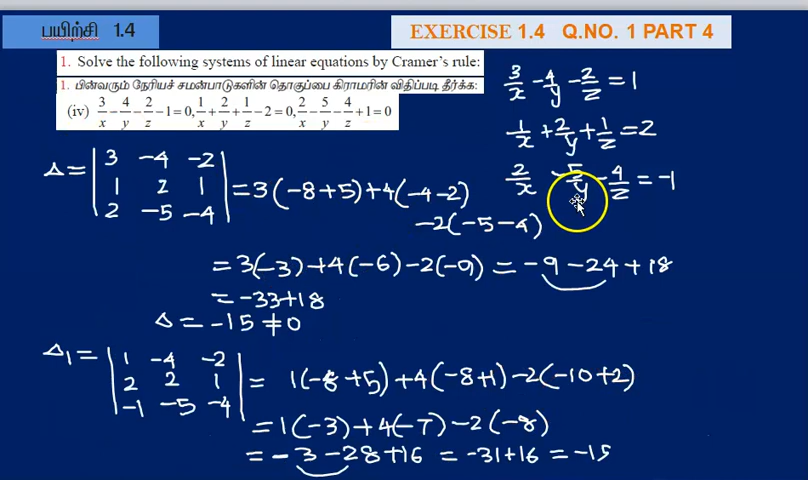 பயிற்சி 1.4
EXERCISE 1.4 Q.NO. 1 PART 4
1. Solve the following systems of linear equations by Cramer's rule:
1. பின்வரும் நேரியச் சமன்பாடுகளின் தொகுப்பை கிராமரின் விதிப்படி தீர்க்க:
(iv) 3/x - 4/y - 2/z - 1 = 0, 1/x + 2/y + 1/z - 2 = 0, 2/x - 5/y - 4/z + 1 = 0
3/x - 4/y - 2/z = 1
1/x + 2/y + 1/z = 2
2/x - 5/y - 4/z = -1
Δ = | 3 -4 -2 |
| 1 2 1 |
| 2 -5 -4 | = 3(-8+5)+4(-4-2)
-2(-5-4)
= 3(-3)+4(-6)-2(-9) = -9-24+18
= -33+18
Δ = -15 ≠ 0
Δ₁ = | 1 -4 -2 |
| 2 2 1 |
| -1 -5 -4 | = 1(-8+5)+4(-8+1)-2(-10+2)
= 1(-3)+4(-7)-2(-8)
= -3-28+16 = -31+16 = -15